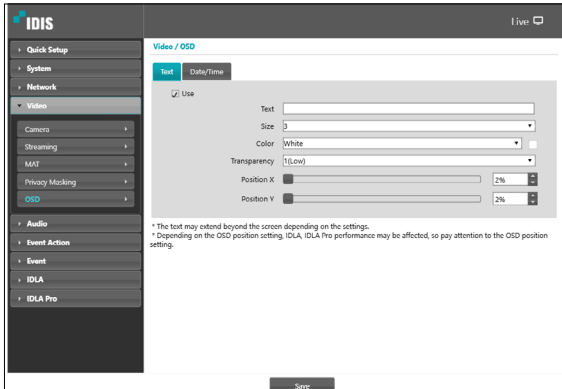 IDIS
Live
Quick Setup
System
Network
Video
Camera
Streaming
MAT
Privacy Masking
OSD
Audio
Event Action
Event
IDLA
IDLA Pro
Video / OSD
Text Date/Time
Use
Text
Size 3
Color White
Transparency 1(Low)
Position X 2%
Position Y 2%
* The text may extend beyond the screen depending on the settings.
* Depending on the OSD position setting, IDLA, IDLA Pro performance may be affected, so pay attention to the OSD position
setting.
Save